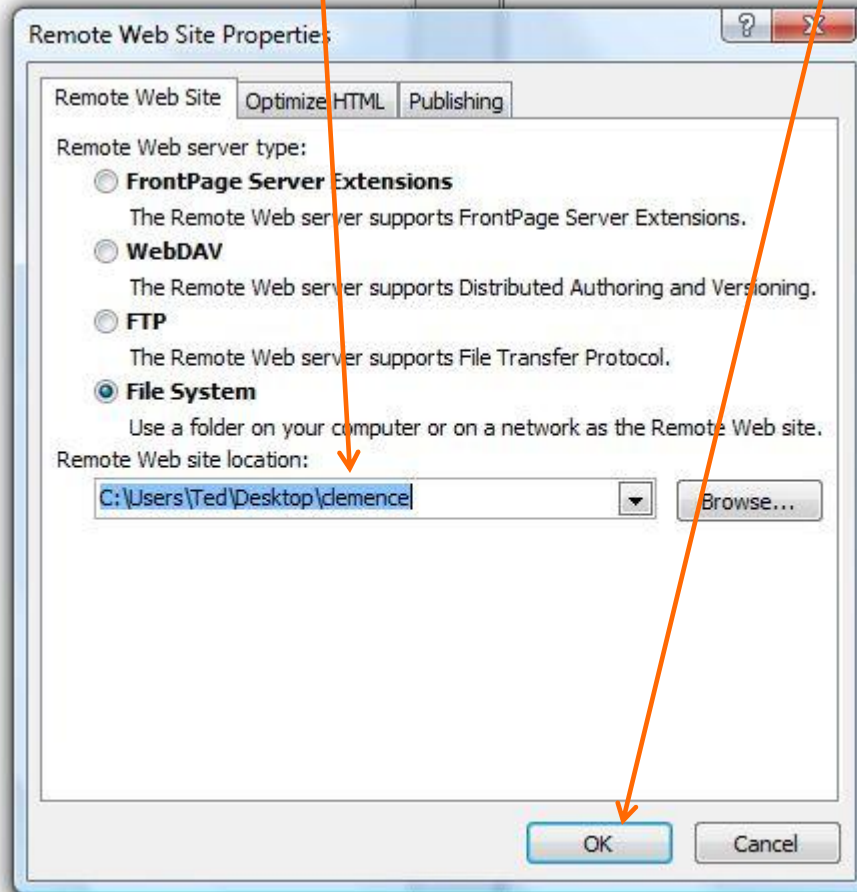 Remote Web Site Properties
Remote Web Site Optimize HTML Publishing
Remote Web server type:
FrontPage Server Extensions
The Remote Web server supports FrontPage Server Extensions.
WebDAV
The Remote Web server supports Distributed Authoring and Versioning.
FTP
The Remote Web server supports File Transfer Protocol.
File System
Use a folder on your computer or on a network as the Remote Web site.
Remote Web site location:
C:\Users\Ted\Desktop\clemence Browse...
OK Cancel